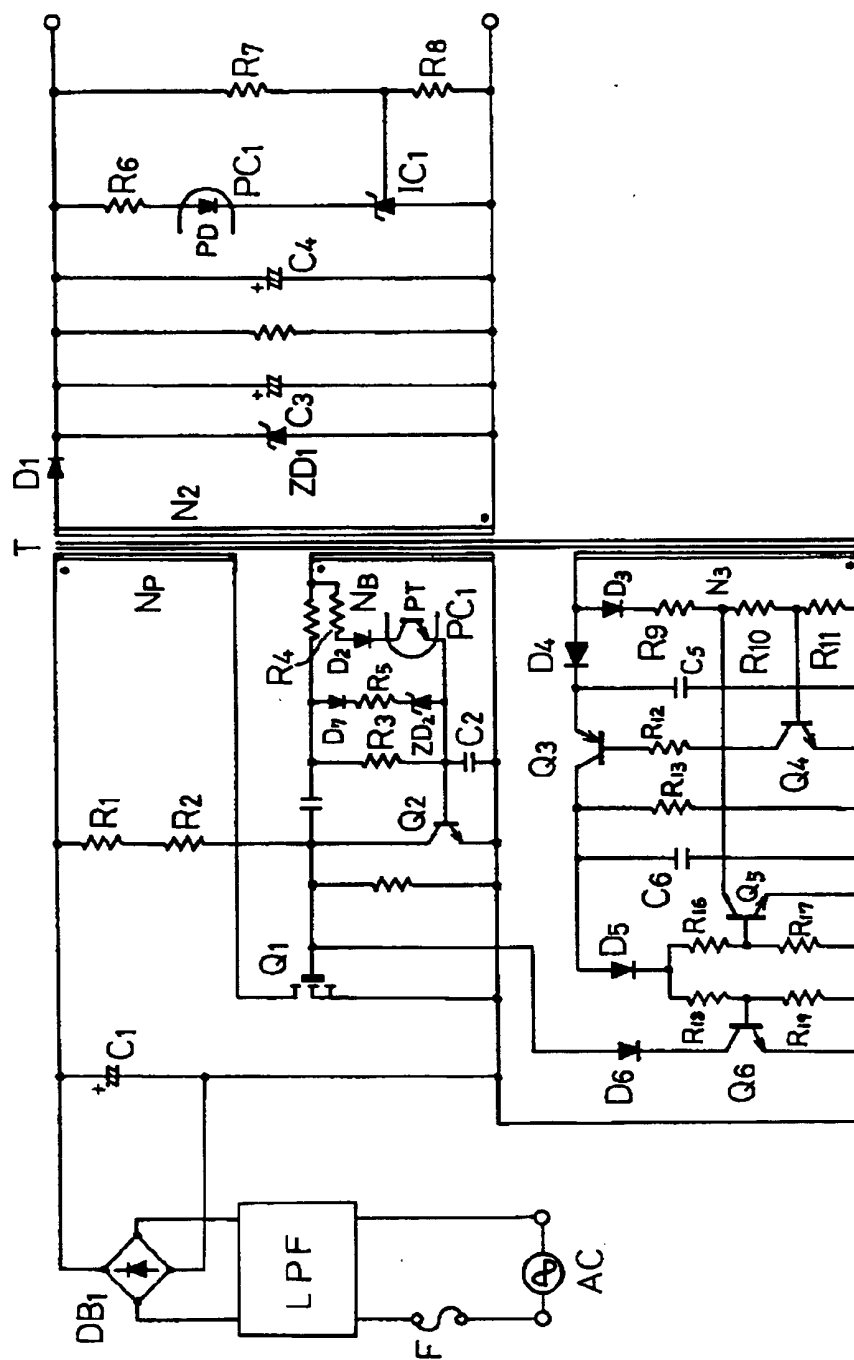 T
D1
N2
ZD1
C3
C4
R6
PD
PC1
IC1
R7
R8
NP
NB
R4
D2
PT
PC1
D7
R5
ZD2
R3
C2
R1
R2
Q2
Q1
C1
DB1
LPF
F
AC
D3
N3
D4
R9
C5
R10
R11
Q3
R12
Q4
R13
C6
Q5
D5
R16
R17
R18
R19
D6
Q6
+
+
+